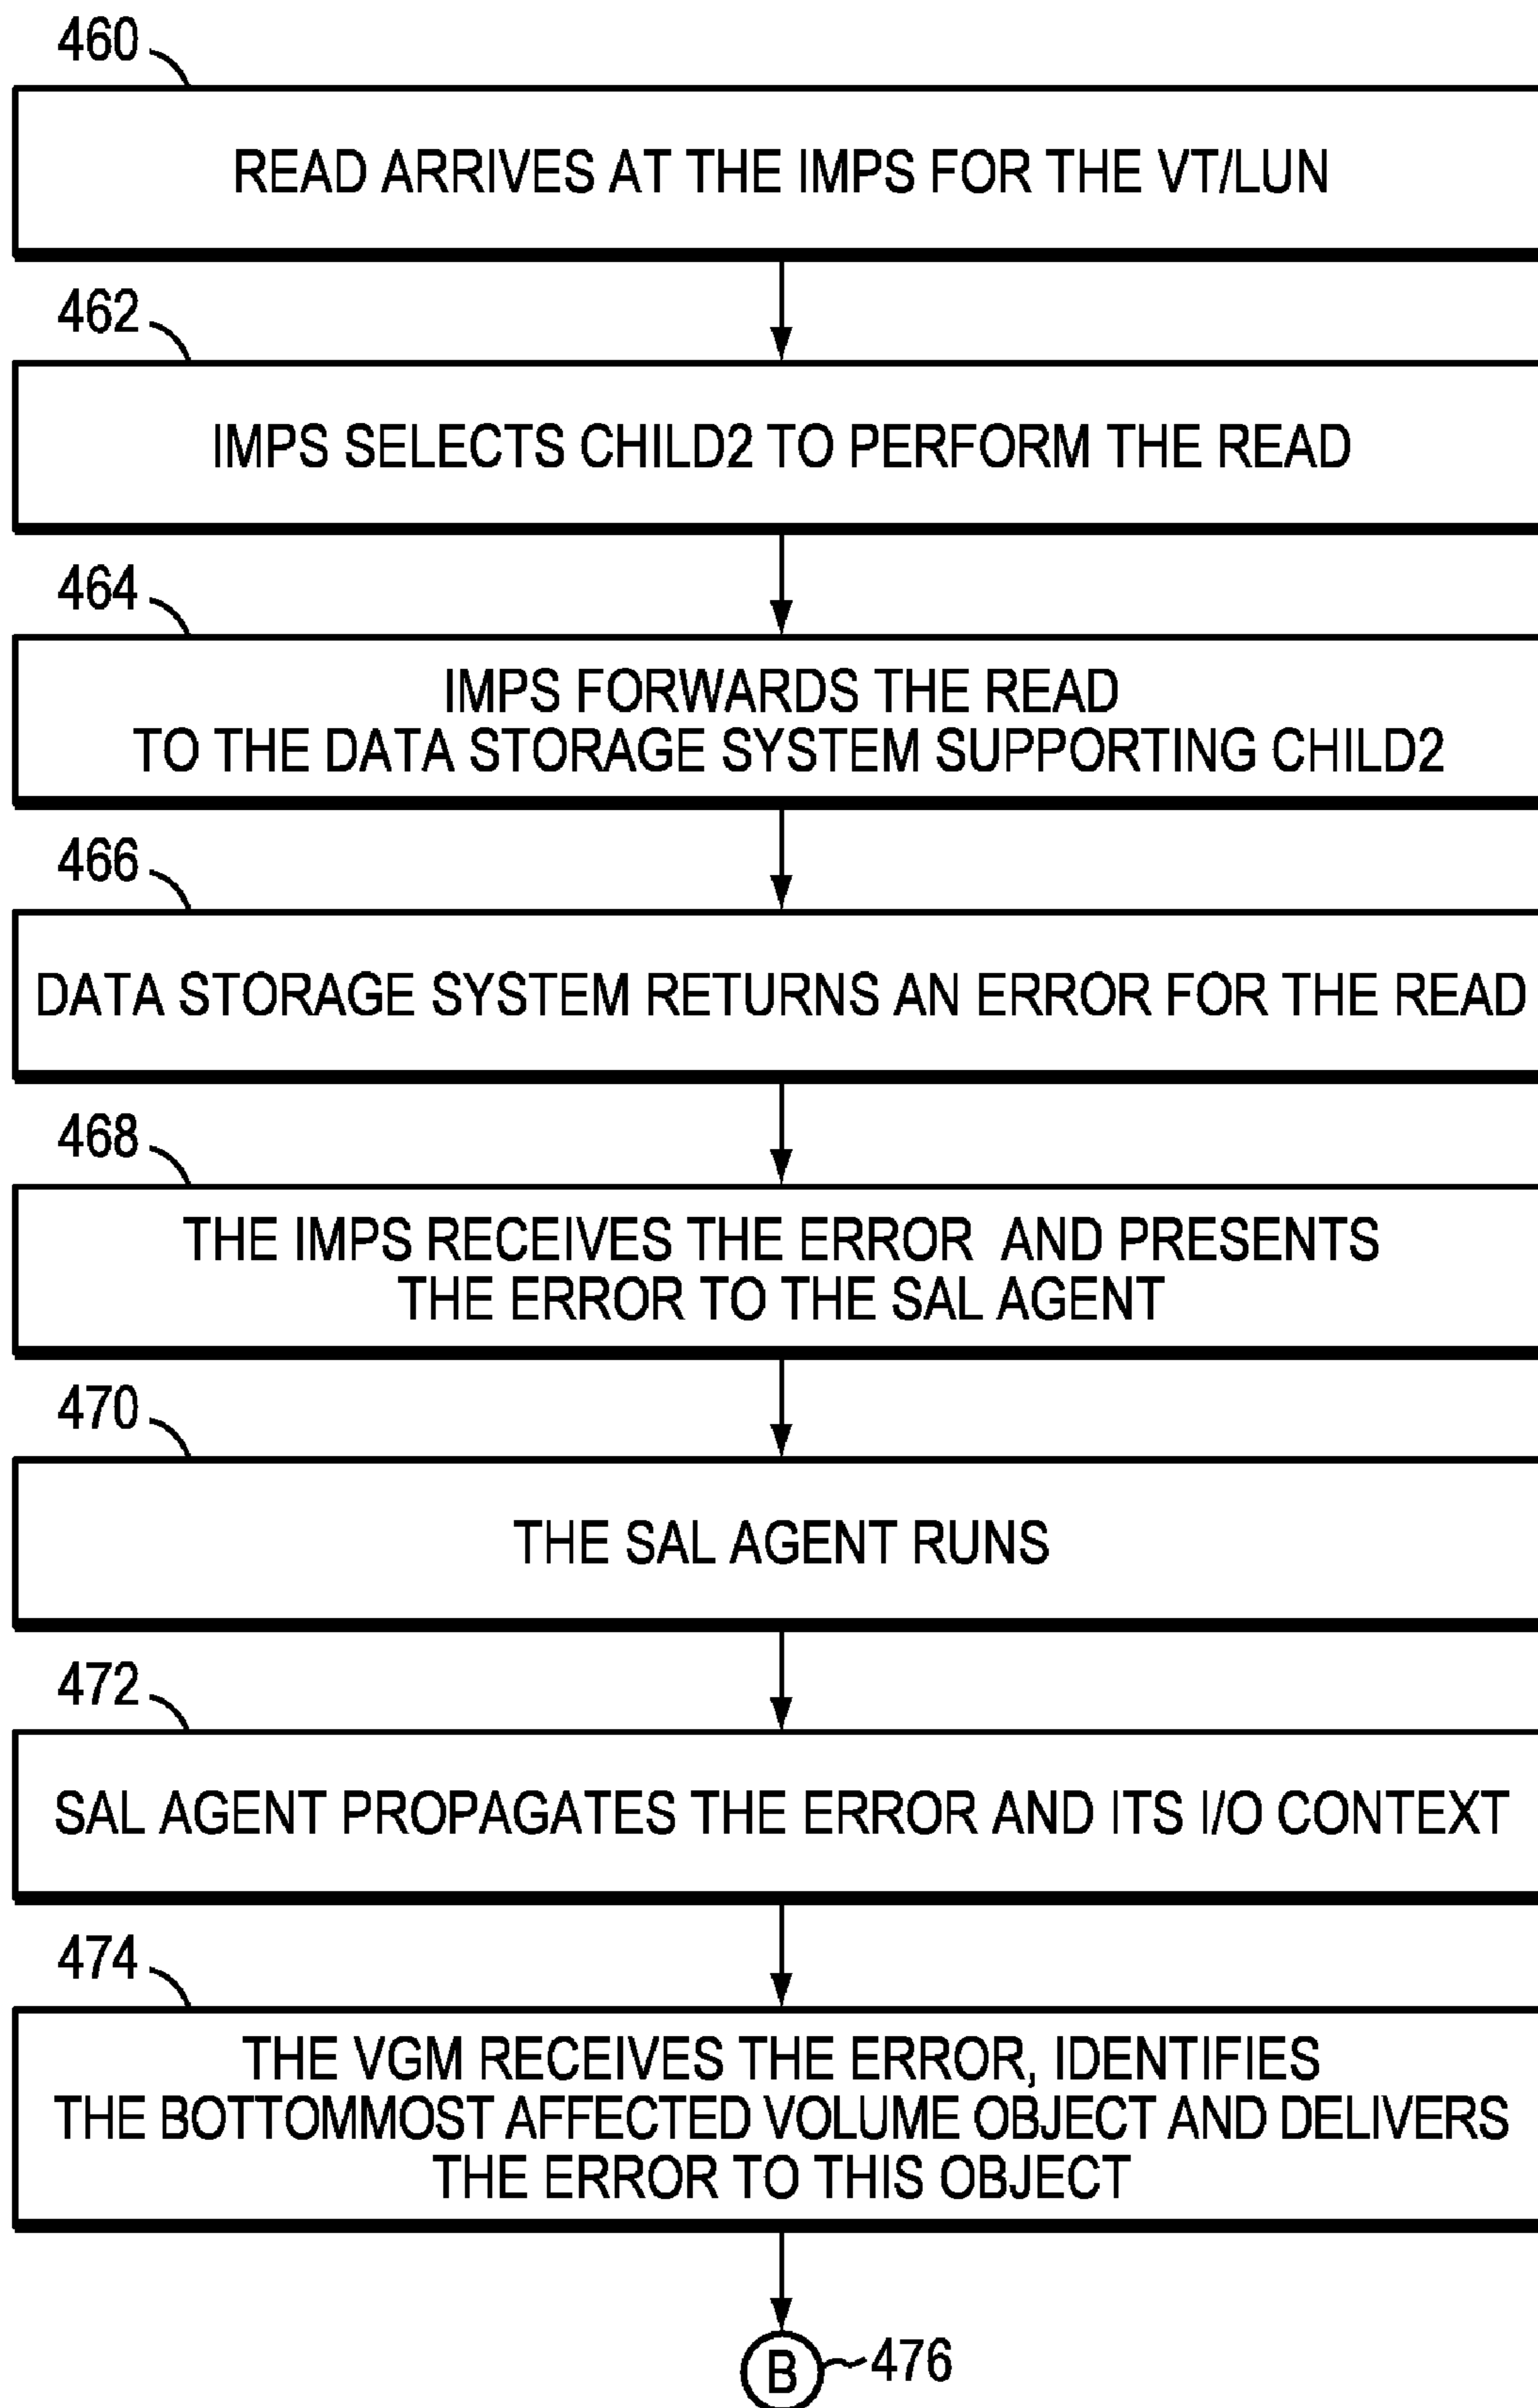 460
READ ARRIVES AT THE IMPS FOR THE VT/LUN
462
IMPS SELECTS CHILD2 TO PERFORM THE READ
464
IMPS FORWARDS THE READ
TO THE DATA STORAGE SYSTEM SUPPORTING CHILD2
466
DATA STORAGE SYSTEM RETURNS AN ERROR FOR THE READ
468
THE IMPS RECEIVES THE ERROR AND PRESENTS
THE ERROR TO THE SAL AGENT
470
THE SAL AGENT RUNS
472
SAL AGENT PROPAGATES THE ERROR AND ITS I/O CONTEXT
474
THE VGM RECEIVES THE ERROR, IDENTIFIES
THE BOTTOMMOST AFFECTED VOLUME OBJECT AND DELIVERS
THE ERROR TO THIS OBJECT
B 476